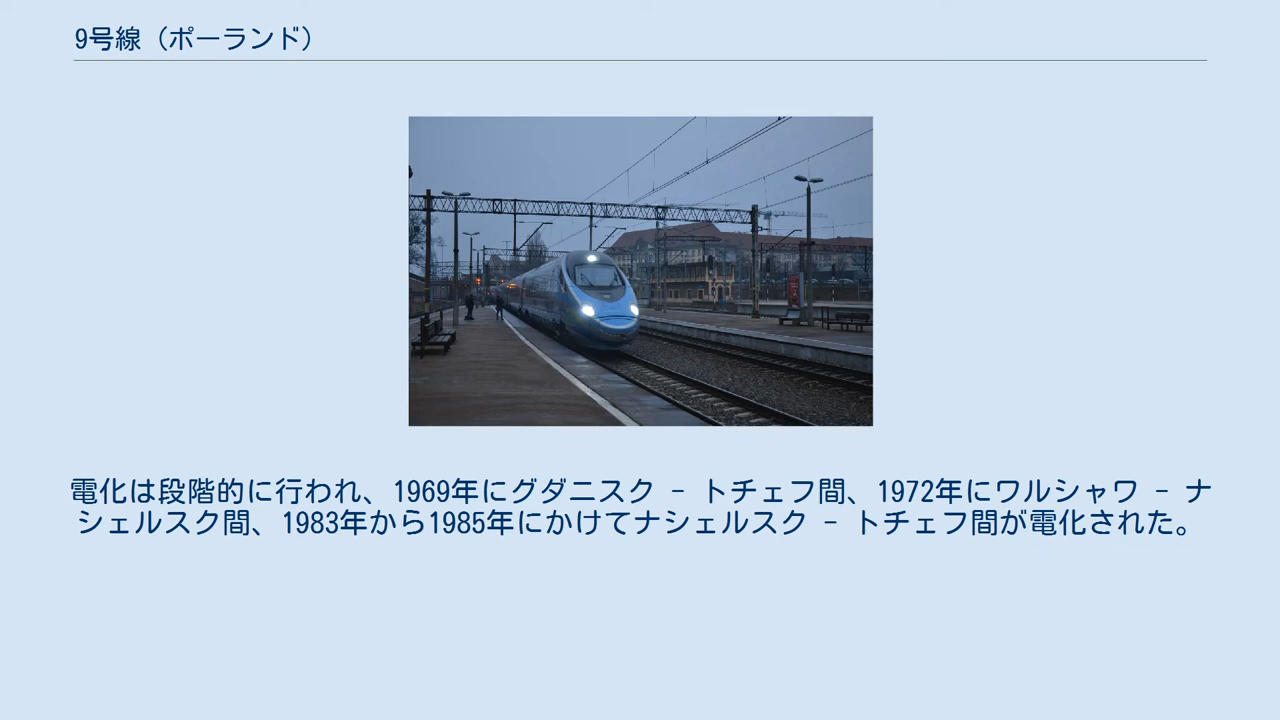 9号線（ポーランド）
電化は段階的に行われ、1969年にグダニスク － トチェフ間、1972年にワルシャワ － ナ
シェルスク間、1983年から1985年にかけてナシェルスク － トチェフ間が電化された。